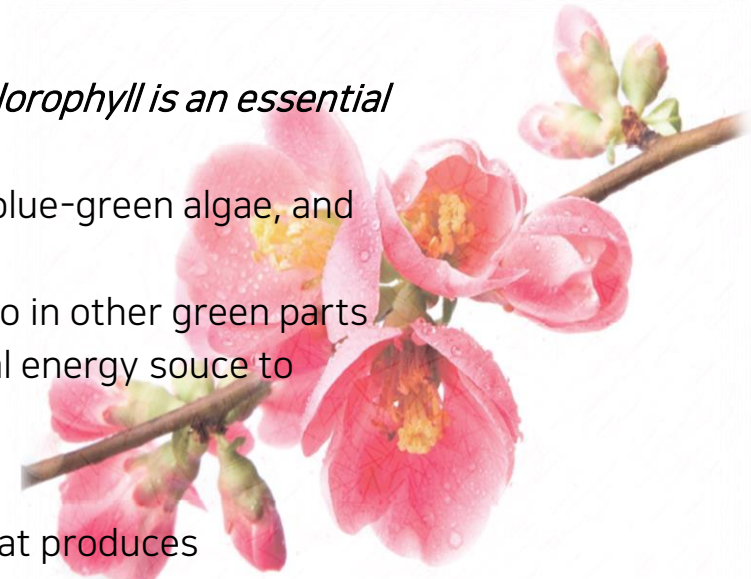 lorophyll is an essential
blue-green algae, and
o in other green parts
l energy souce to
at produces